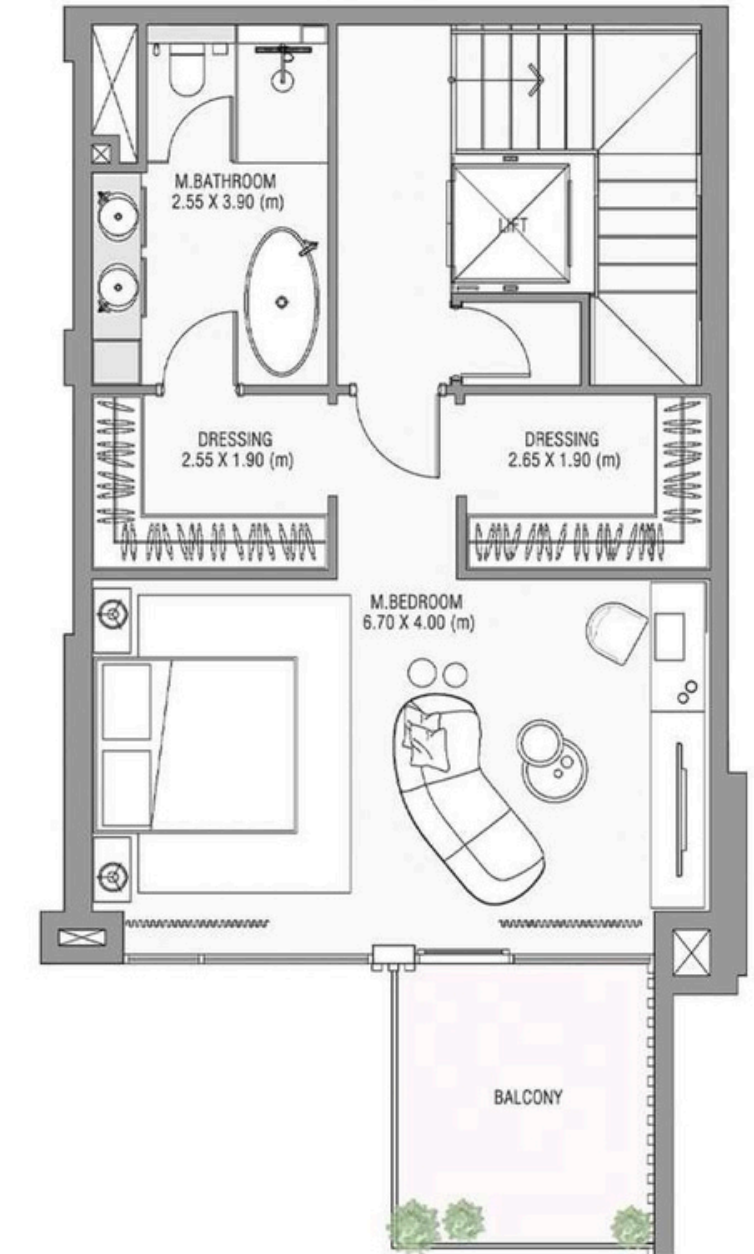 M.BATHROOM
2.55 X 3.90 (m)
LIFT
DRESSING
2.55 X 1.90 (m)
DRESSING
2.65 X 1.90 (m)
M.BEDROOM
6.70 X 4.00 (m)
BALCONY